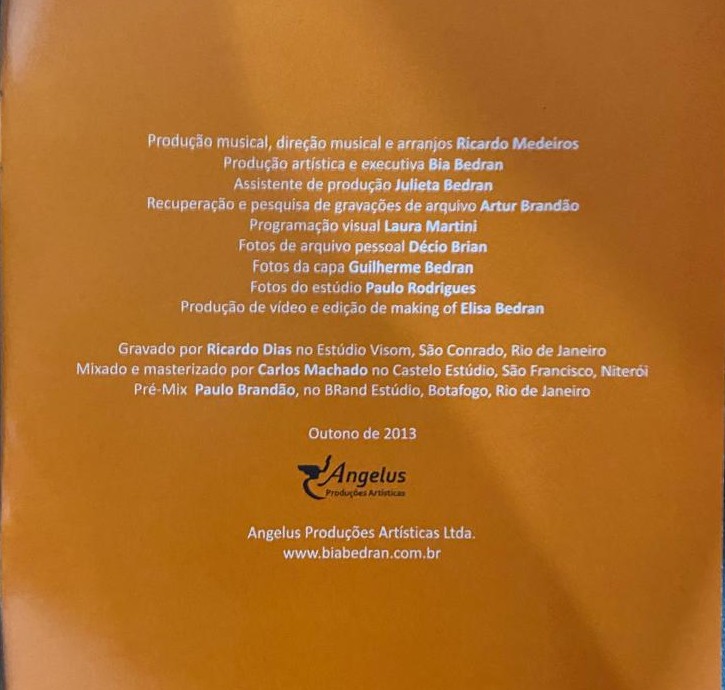 Produção musical, direção musical e arranjos Ricardo Medeiros
Produção artística e executiva Bia Bedran
Assistente de produção Julieta Bedran
Recuperação e pesquisa de gravações de arquivo Artur Brandão
Programação visual Laura Martini
Fotos de arquivo pessoal Décio Brian
Fotos da capa Guilherme Bedran
Fotos do estúdio Paulo Rodrigues
Produção de vídeo e edição de making of Elisa Bedran
Gravado por Ricardo Dias no Estúdio Visom, São Conrado, Rio de Janeiro
Mixado e masterizado por Carlos Machado no Castelo Estúdio, São Francisco, Niterói
Pré-Mix Paulo Brandão, no BRand Estúdio, Botafogo, Rio de Janeiro
Outono de 2013
Angelus
Produções Artísticas
Angelus Produções Artísticas Ltda.
www.biabedran.com.br